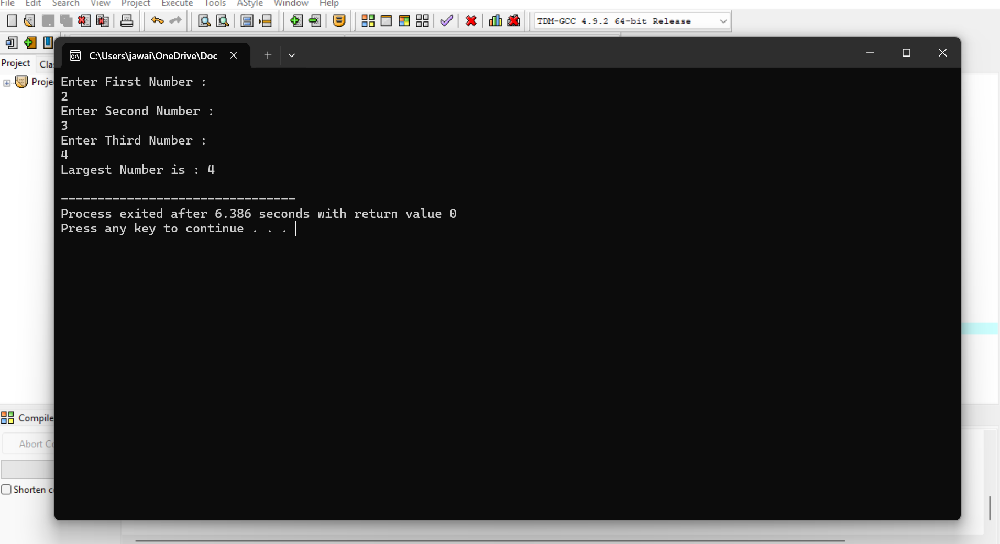 File Edit Search View Project Execute Tools AStyle Window Help
TDM-GCC 4.9.2 64-bit Release
C:\Users\jawai\OneDrive\Doc
Project
Enter First Number :
2
Enter Second Number :
3
Enter Third Number :
4
Largest Number is : 4
--------------------------------
Process exited after 6.386 seconds with return value 0
Press any key to continue . . .
Compile
Abort
Shorten